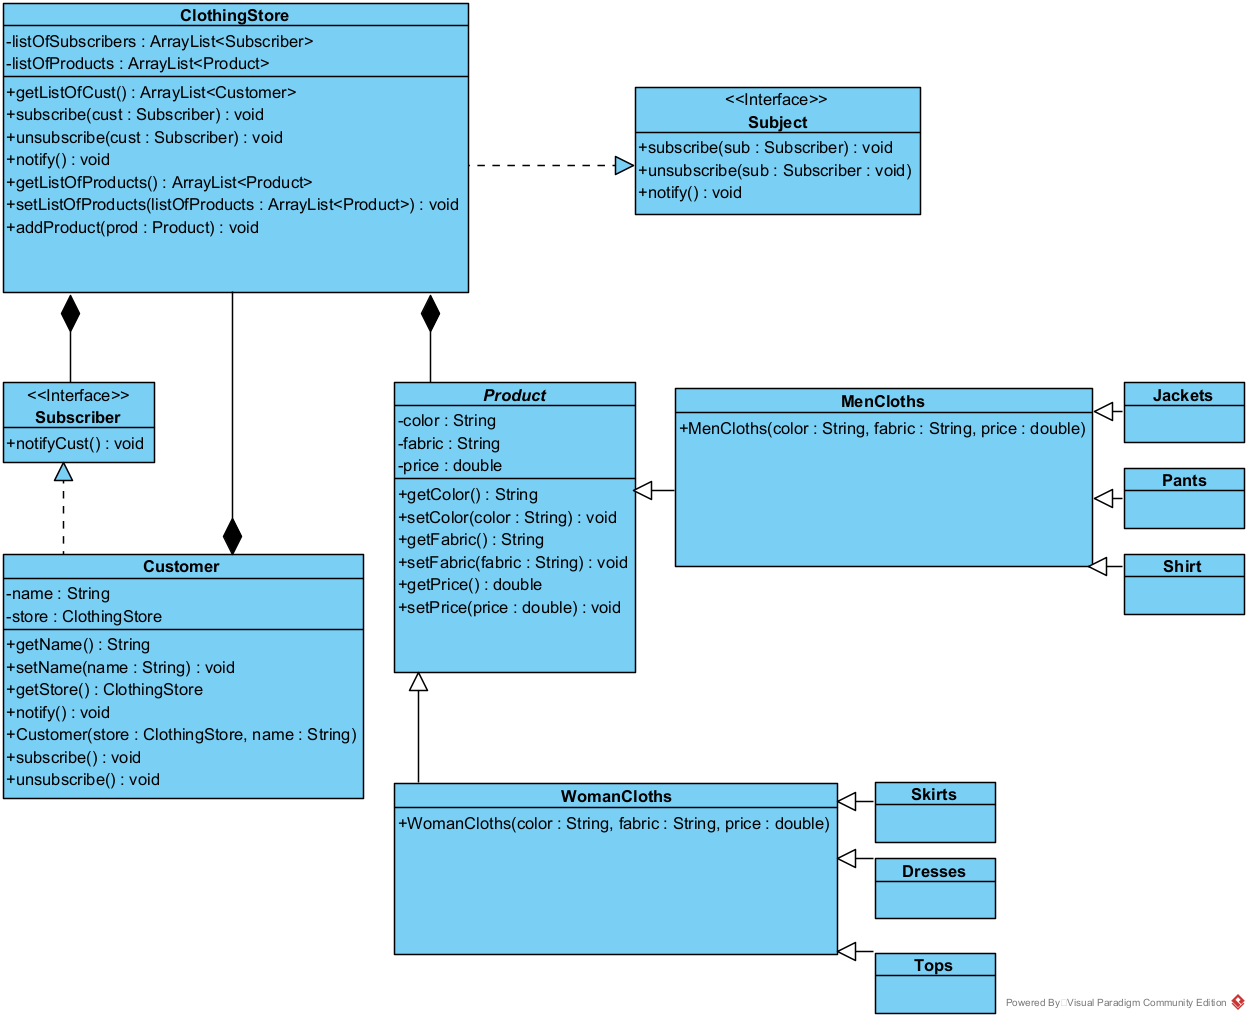 ClothingStore
-listOfSubscribers : ArrayList<Subscriber>
-listOfProducts : ArrayList<Product>
+getListOfCust() : ArrayList<Customer>
+subscribe(cust : Subscriber) : void
+unsubscribe(cust : Subscriber) : void
+notify() : void
+getListOfProducts() : ArrayList<Product>
+setListOfProducts(listOfProducts : ArrayList<Product>) : void
+addProduct(prod : Product) : void
<<Interface>>
Subject
+subscribe(sub : Subscriber) : void
+unsubscribe(sub : Subscriber : void)
+notify() : void
<<Interface>>
Subscriber
+notifyCust() : void
Customer
-name : String
-store : ClothingStore
+getName() : String
+setName(name : String) : void
+getStore() : ClothingStore
+notify() : void
+Customer(store : ClothingStore, name : String)
+subscribe() : void
+unsubscribe() : void
Product
-color : String
-fabric : String
-price : double
+getColor() : String
+setColor(color : String) : void
+getFabric() : String
+setFabric(fabric : String) : void
+getPrice() : double
+setPrice(price : double) : void
MenCloths
+MenCloths(color : String, fabric : String, price : double)
Jackets
Pants
Shirt
WomanCloths
+WomanCloths(color : String, fabric : String, price : double)
Skirts
Dresses
Tops
Powered By Visual Paradigm Community Edition